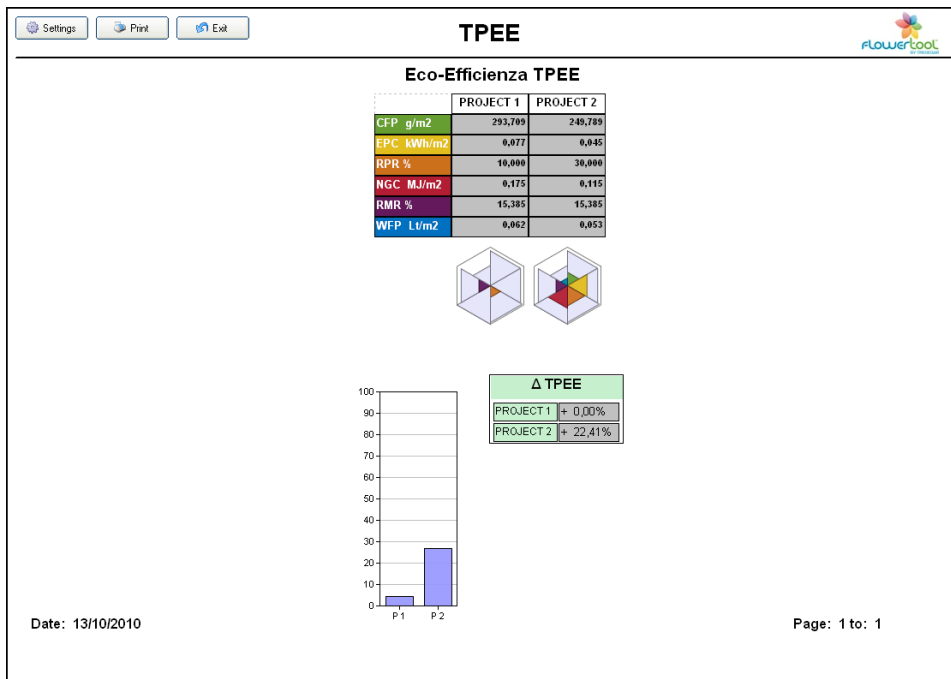 Settings Print Exit TPEE
FLOWERTOOL
Eco-Efficienza TPEE
PROJECT 1 PROJECT 2
CFP g/m2 293,709 249,789
EPC kWh/m2 0,077 0,045
RPR % 10,000 30,000
NGC MJ/m2 0,175 0,115
RMR % 15,385 15,385
WFP Lt/m2 0,062 0,053
Δ TPEE
PROJECT 1 + 0,00%
PROJECT 2 + 22,41%
100
90
80
70
60
50
40
30
20
10
0
P 1 P 2
Date: 13/10/2010 Page: 1 to: 1